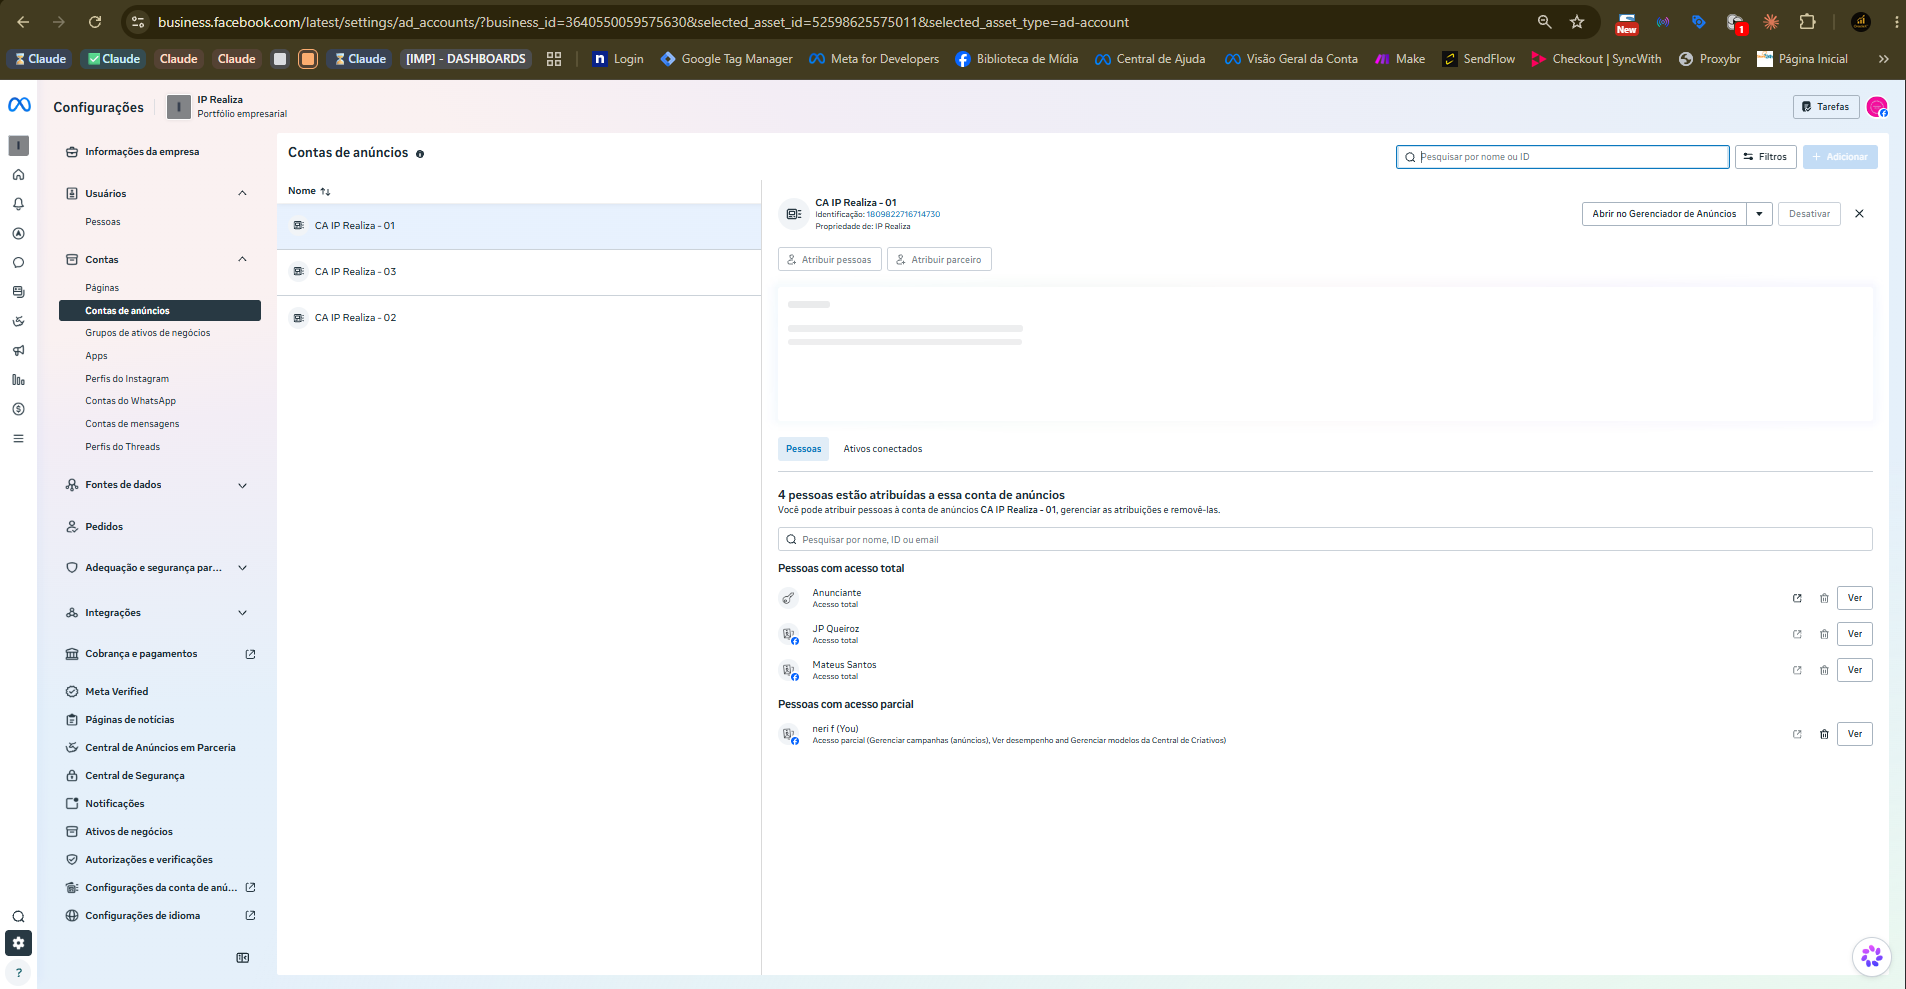 business.facebook.com/latest/settings/ad_accounts/?business_id=3640550059575630&selected_asset_id=52598625575011&selected_asset_type=ad-account
New
1
Claude
Claude
Claude
Claude
Claude
[IMP] - DASHBOARDS
Login
Google Tag Manager
Meta for Developers
Biblioteca de Mídia
Central de Ajuda
Visão Geral da Conta
Make
SendFlow
Checkout | SyncWith
Proxybr
Página Inicial
Configurações
I
IP Realiza
Portfólio empresarial
Tarefas
I
Informações da empresa
Usuários
Pessoas
Contas
Páginas
Contas de anúncios
Grupos de ativos de negócios
Apps
Perfis do Instagram
Contas do WhatsApp
Contas de mensagens
Perfis do Threads
Fontes de dados
Pedidos
Adequação e segurança par...
Integrações
Cobrança e pagamentos
Meta Verified
Páginas de notícias
Central de Anúncios em Parceria
Central de Segurança
Notificações
Ativos de negócios
Autorizações e verificações
Configurações da conta de anú...
Configurações de idioma
?
Contas de anúncios
Pesquisar por nome ou ID
Filtros
+ Adicionar
Nome
CA IP Realiza - 01
CA IP Realiza - 03
CA IP Realiza - 02
CA IP Realiza - 01
Identificação: 1809822716714730
Propriedade de: IP Realiza
Abrir no Gerenciador de Anúncios
Desativar
Atribuir pessoas
Atribuir parceiro
Pessoas
Ativos conectados
4 pessoas estão atribuídas a essa conta de anúncios
Você pode atribuir pessoas à conta de anúncios CA IP Realiza - 01, gerenciar as atribuições e removê-las.
Pesquisar por nome, ID ou email
Pessoas com acesso total
Anunciante
Acesso total
Ver
JP Queiroz
Acesso total
Ver
Mateus Santos
Acesso total
Ver
Pessoas com acesso parcial
neri f (You)
Acesso parcial (Gerenciar campanhas (anúncios), Ver desempenho and Gerenciar modelos da Central de Criativos)
Ver